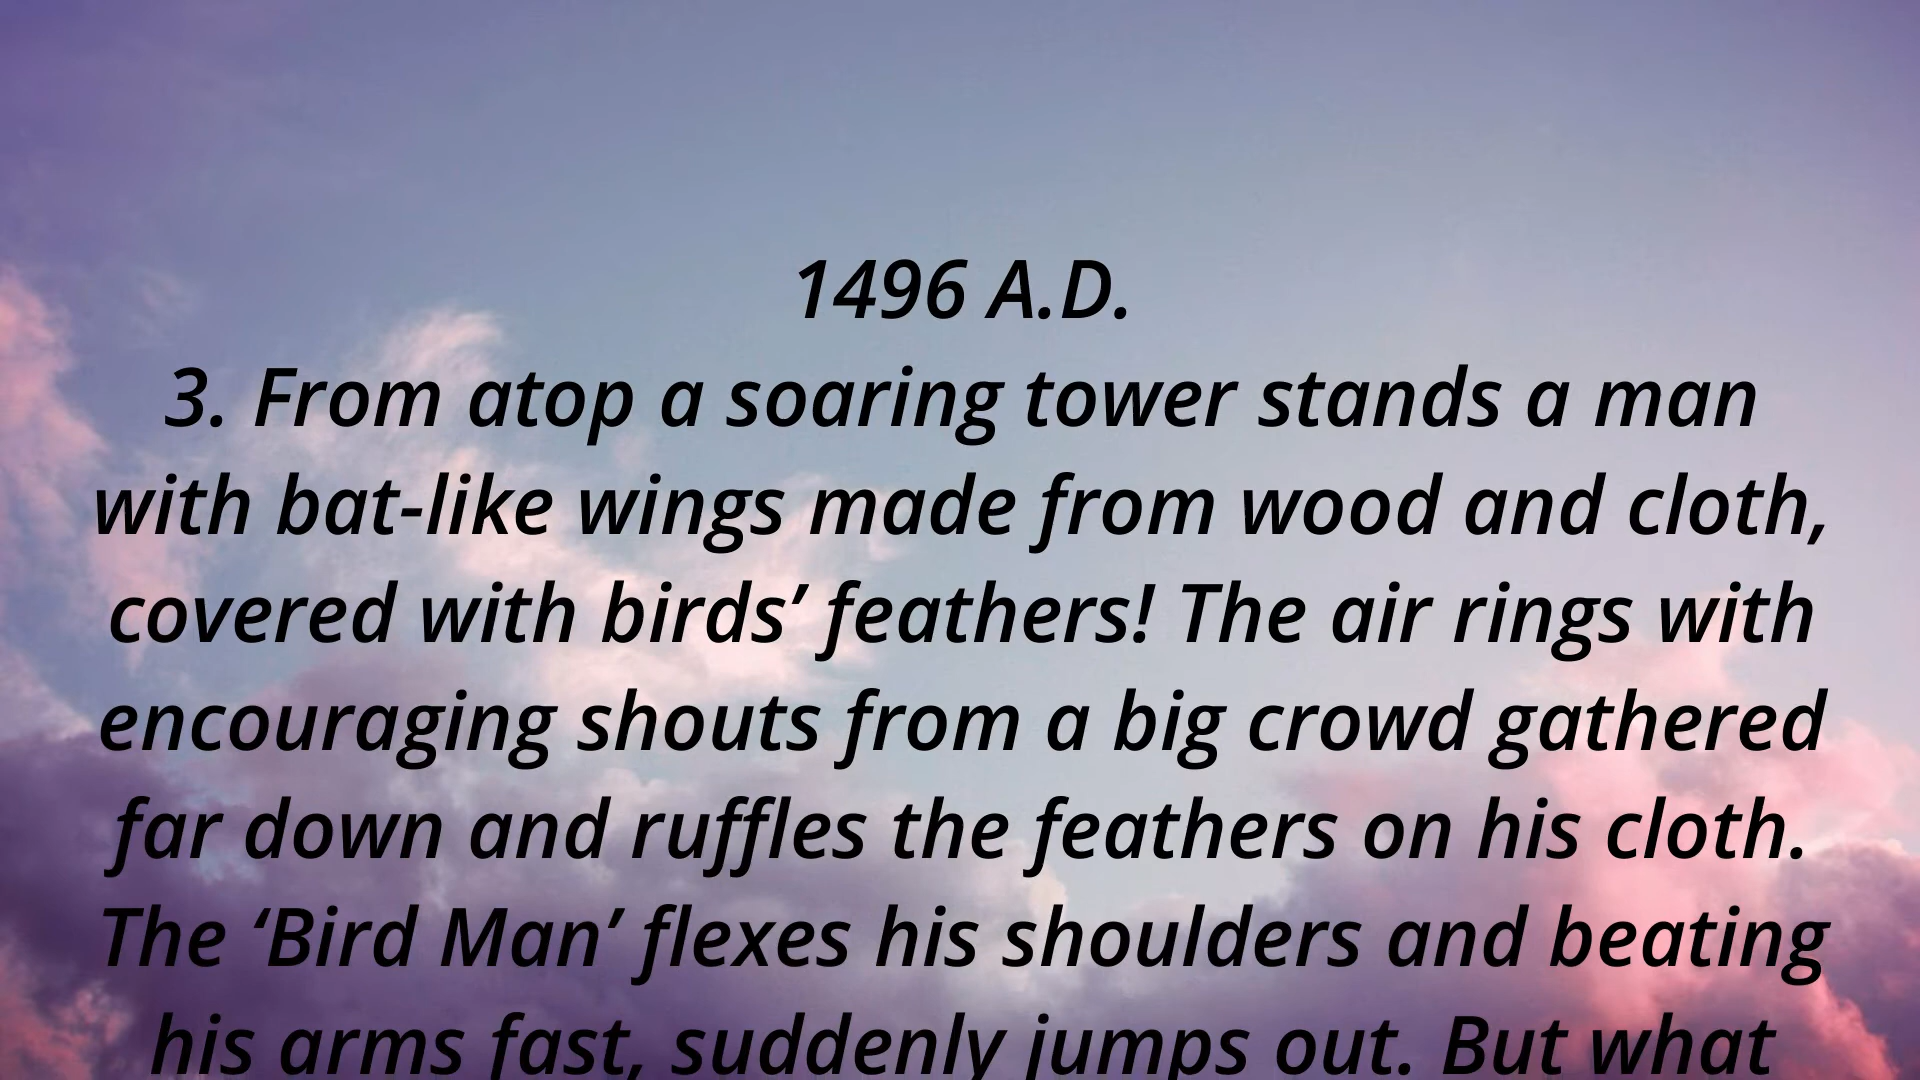 1496 A.D.
3. From atop a soaring tower stands a man
with bat-like wings made from wood and cloth,
covered with birds’ feathers! The air rings with
encouraging shouts from a big crowd gathered
far down and ruffles the feathers on his cloth.
The ‘Bird Man’ flexes his shoulders and beating
his arms fast, suddenly jumps out. But what